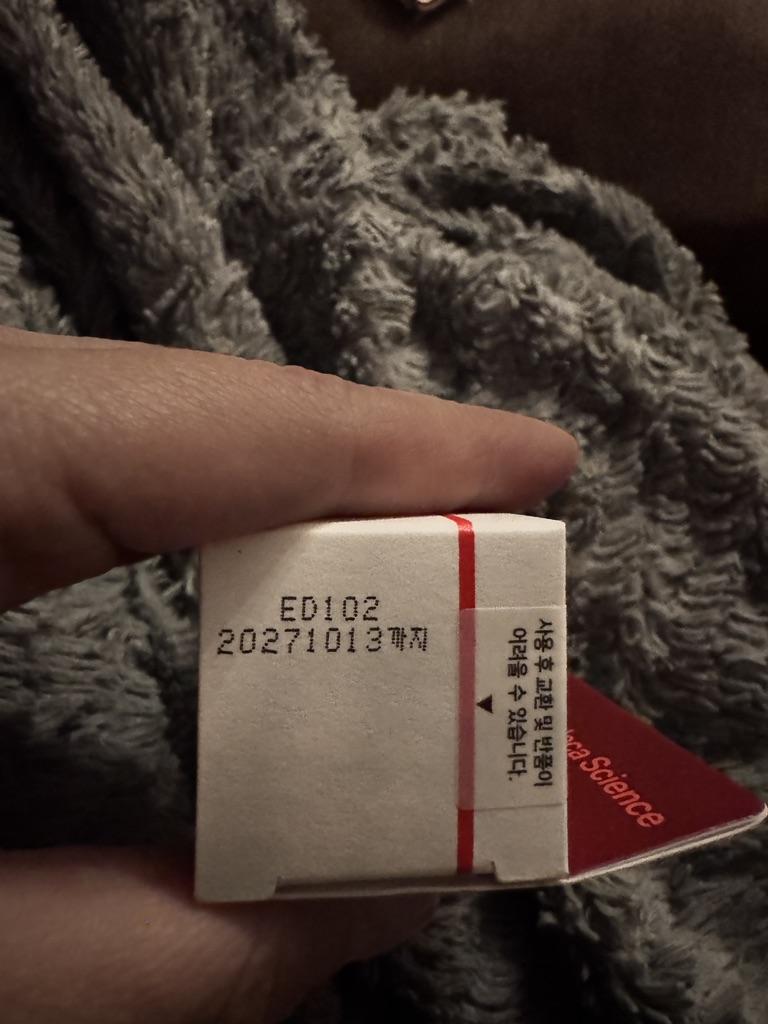 ED102
20271013까지
사용 후 교환 및 반품이
어려울 수 있습니다.
Science